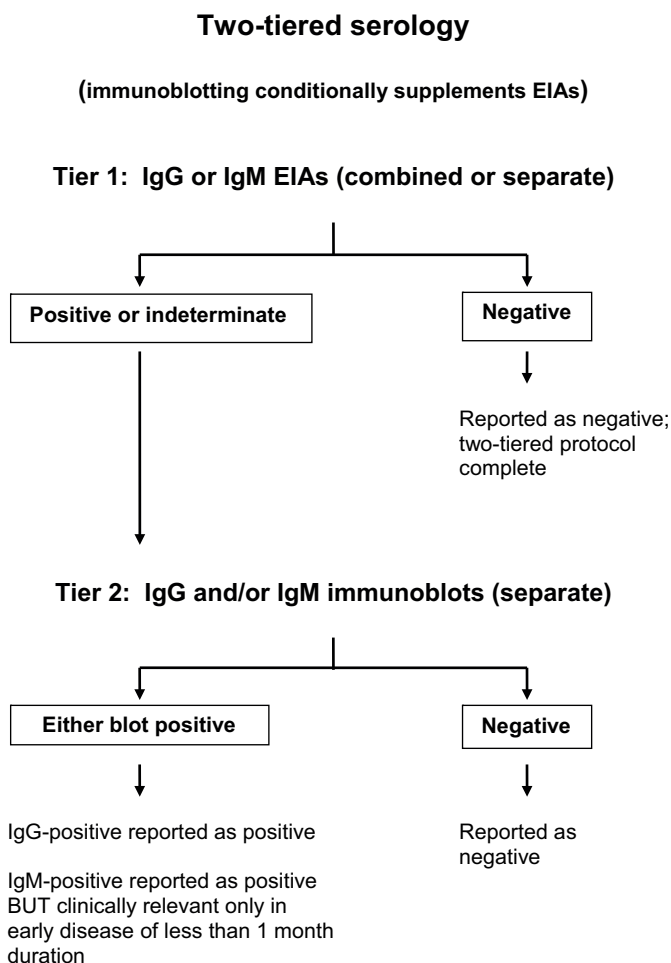 Two-tiered serology
(immunoblotting conditionally supplements EIAs)
Tier 1:  IgG or IgM EIAs (combined or separate)
Positive or indeterminate
Negative
Reported as negative;
two-tiered protocol
complete
Tier 2:  IgG and/or IgM immunoblots (separate)
Either blot positive
Negative
IgG-positive reported as positive
IgM-positive reported as positive
BUT clinically relevant only in
early disease of less than 1 month
duration
Reported as
negative